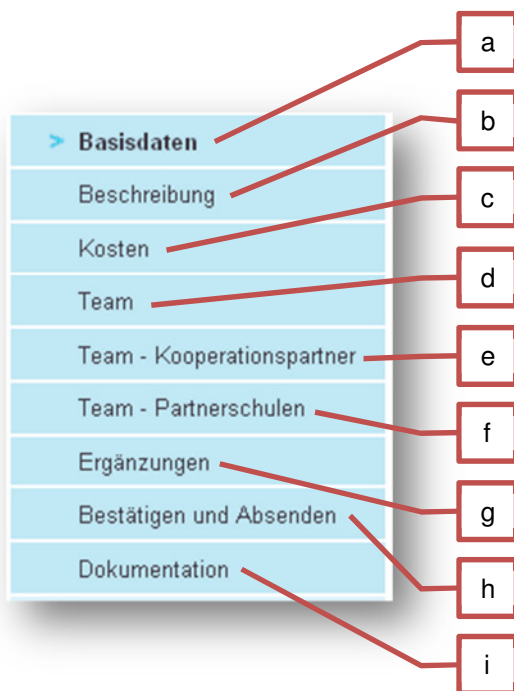 a
> Basisdaten
b
Beschreibung
c
Kosten
d
Team
e
Team - Kooperationspartner
f
Team - Partnerschulen
g
Ergänzungen
h
Bestätigen und Absenden
i
Dokumentation